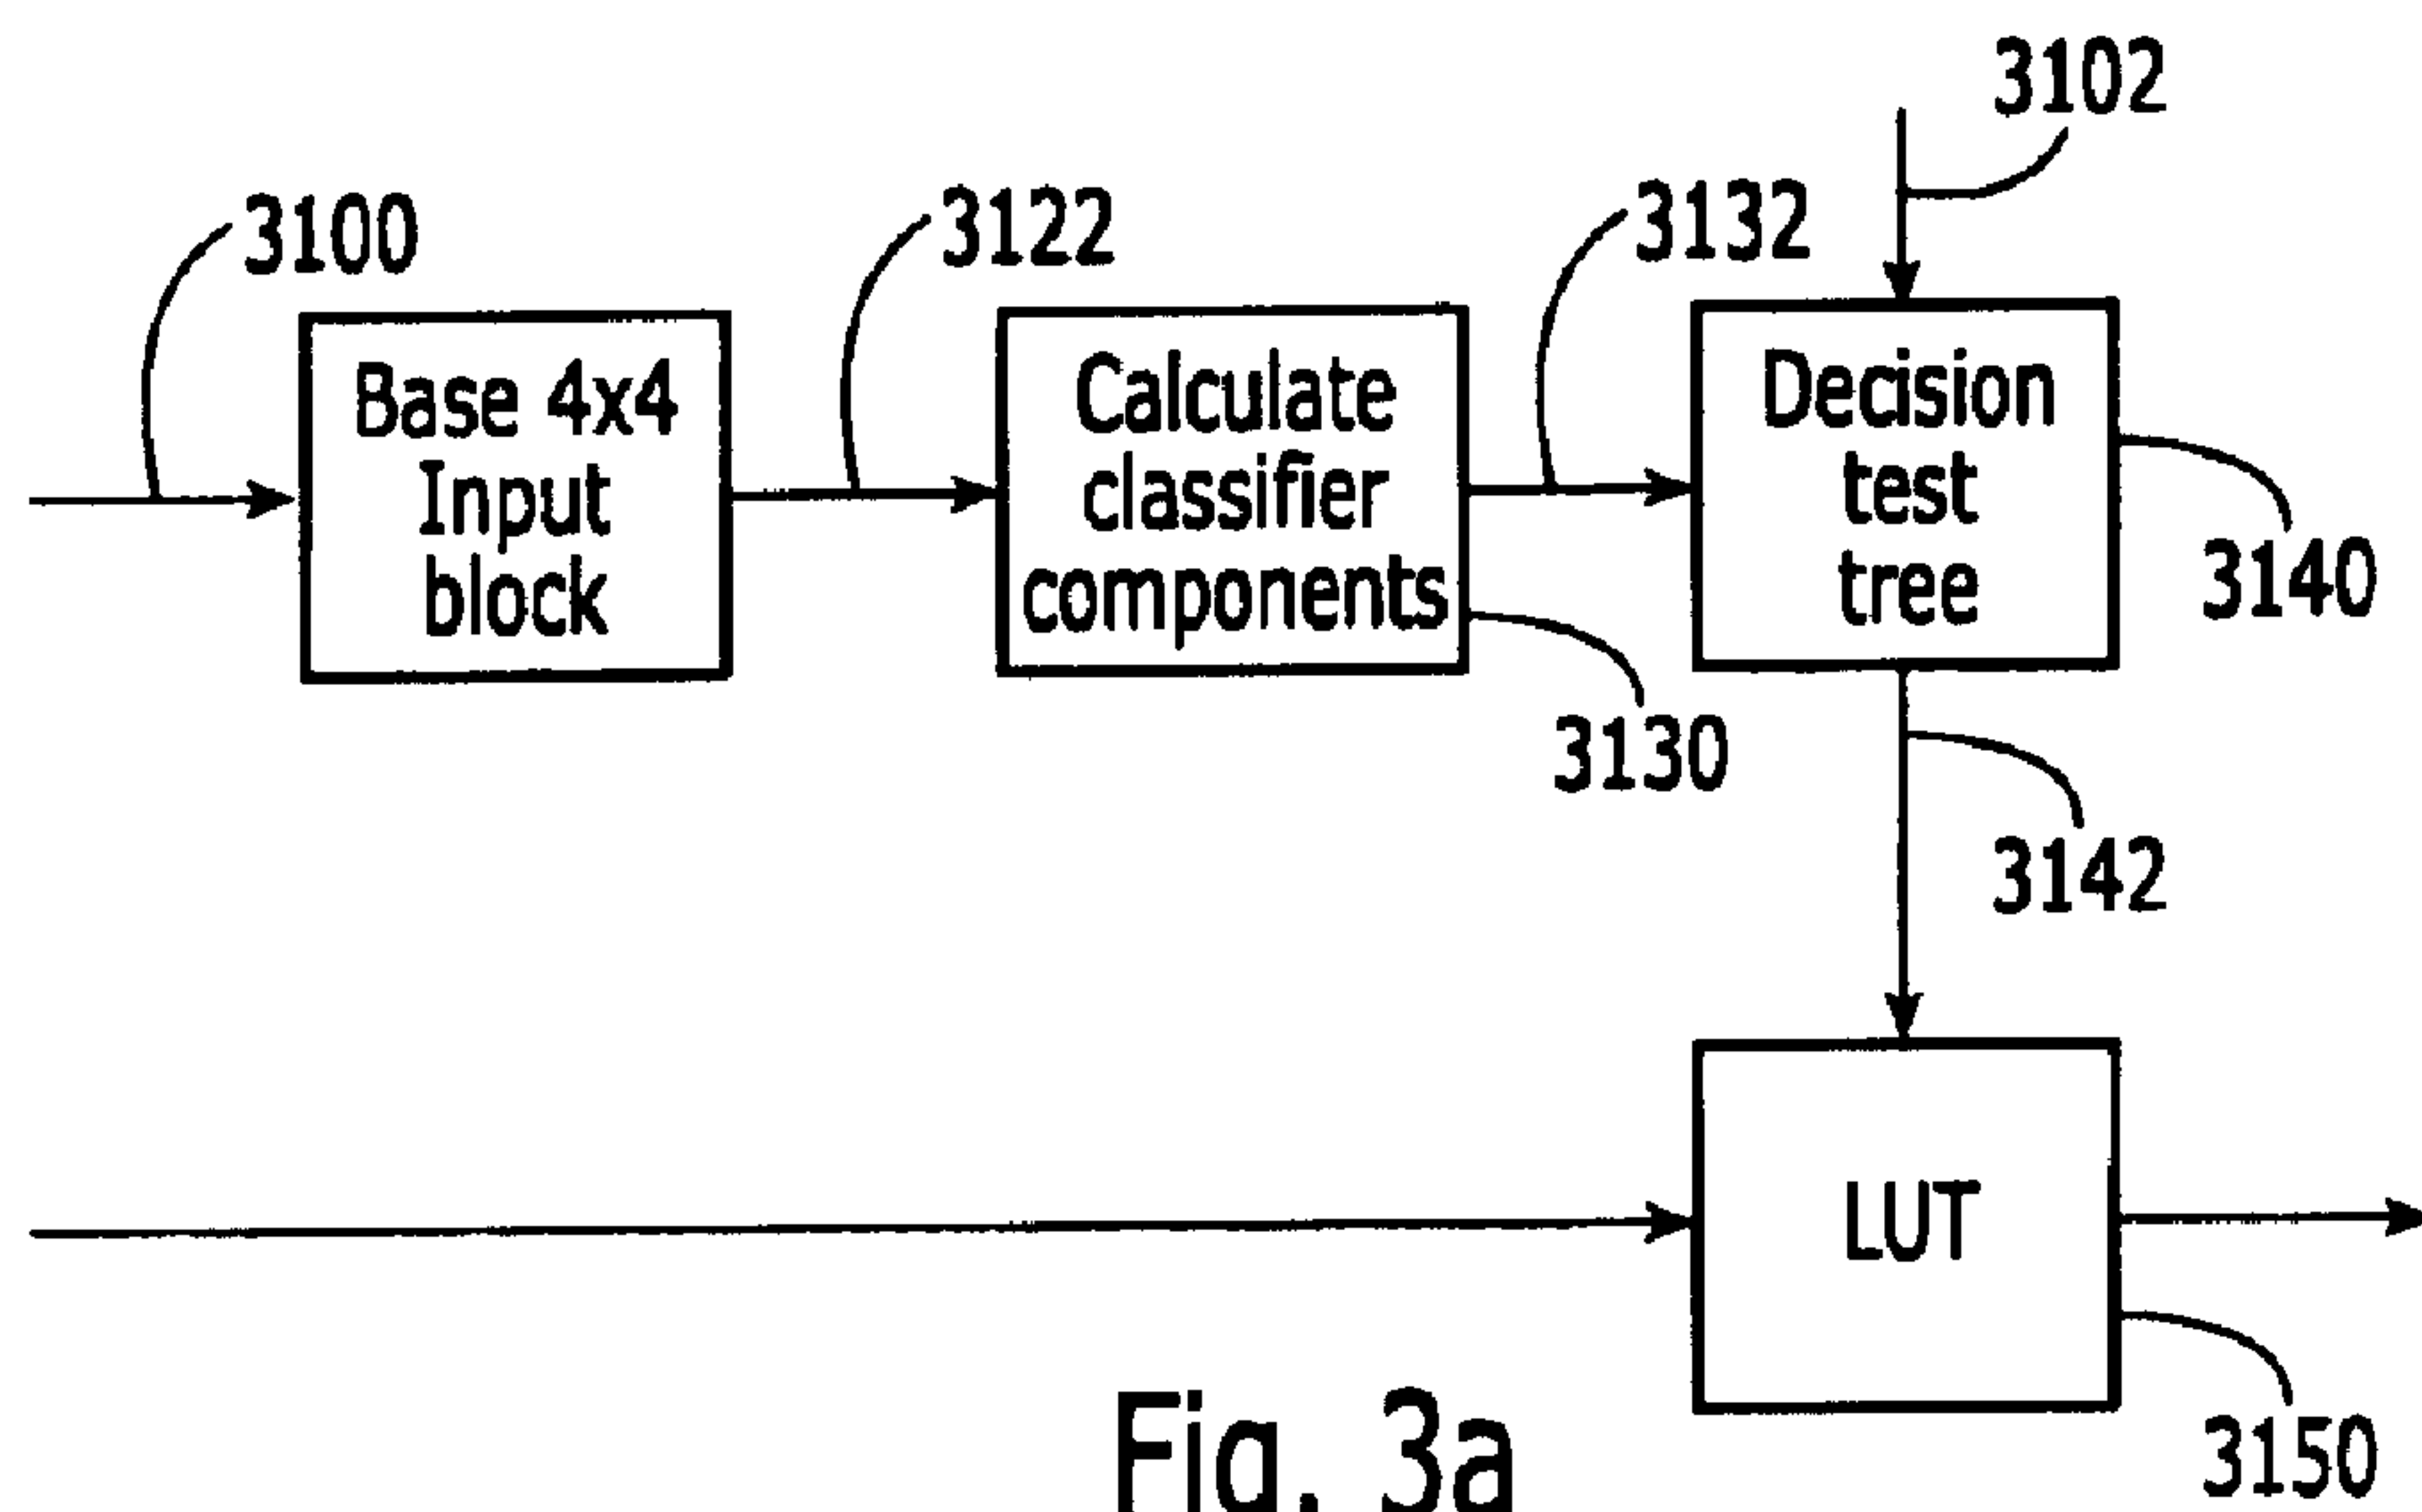 3102
3100
3122
3132
Base 4x4
Input
block
Calculate
classifier
components
Decision
test
tree
3140
3130
3142
LUT
3150
Fig. 3a